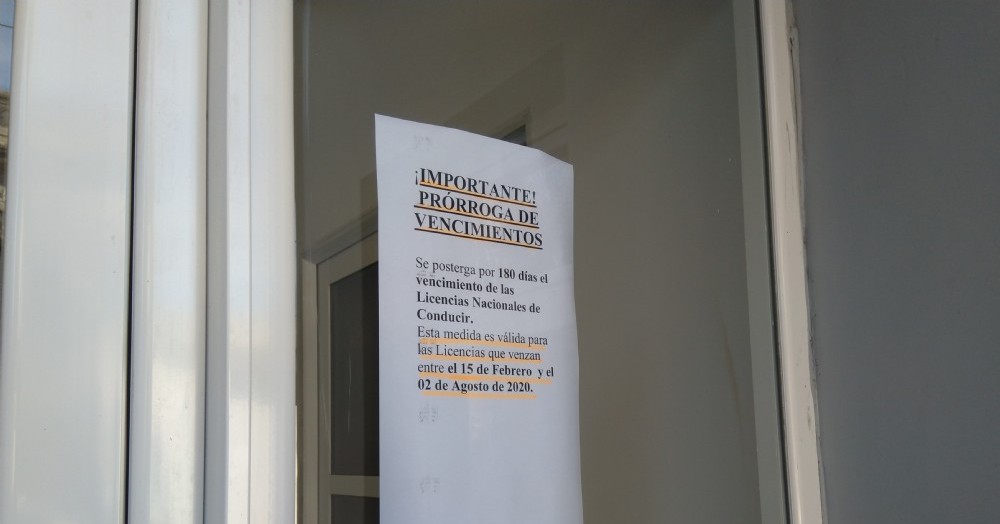 ¡IMPORTANTE!
PRÓRROGA DE
VENCIMIENTOS
Se posterga por 180 días el
vencimiento de las
Licencias Nacionales de
Conducir.
Esta medida es válida para
las Licencias que venzan
entre el 15 de Febrero y el
02 de Agosto de 2020.